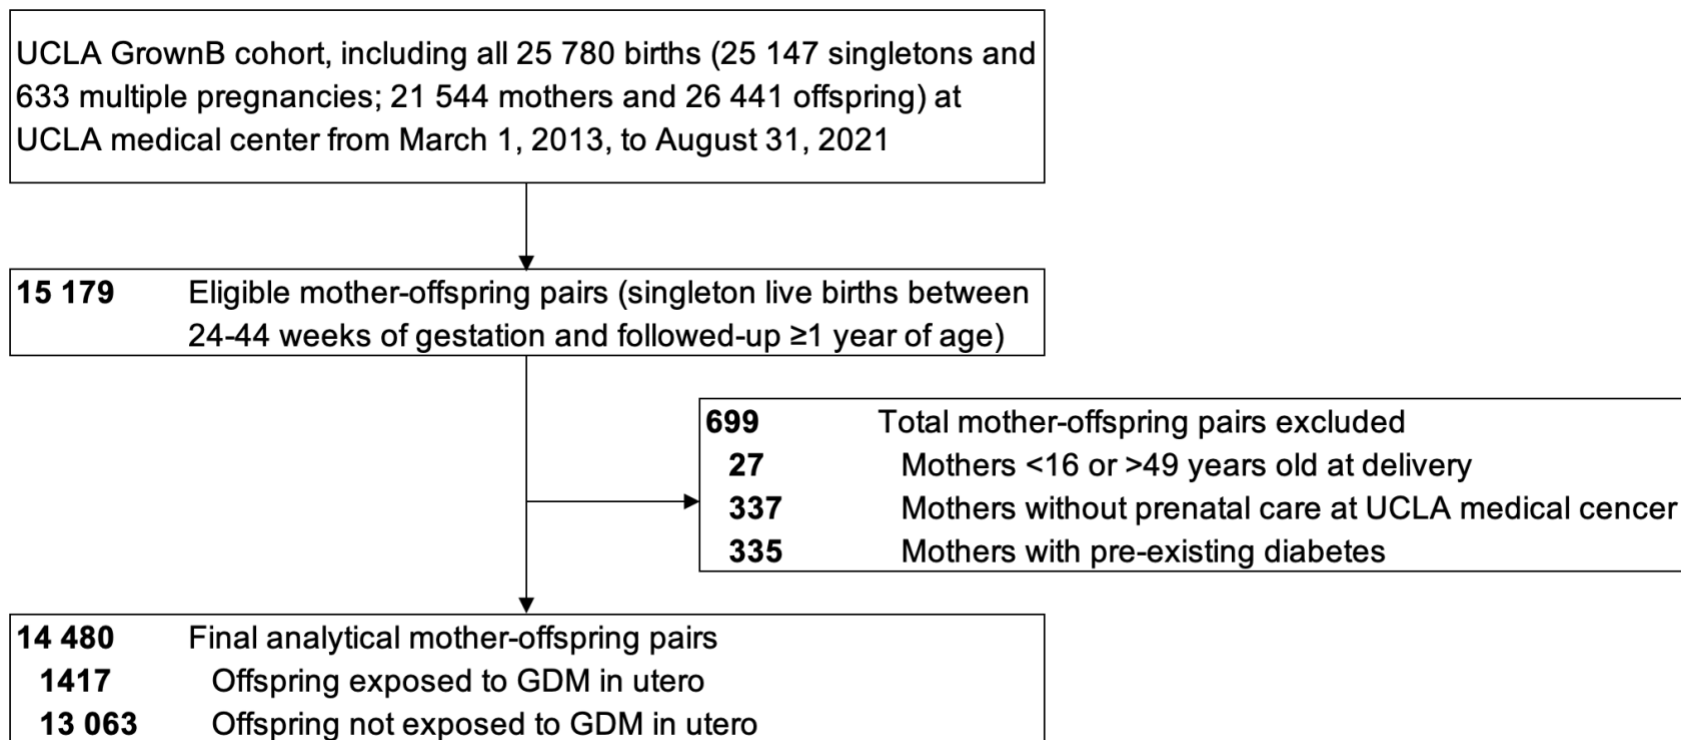 UCLA GrownB cohort, including all 25 780 births (25 147 singletons and
633 multiple pregnancies; 21 544 mothers and 26 441 offspring) at
UCLA medical center from March 1, 2013, to August 31, 2021
15 179 Eligible mother-offspring pairs (singleton live births between
24-44 weeks of gestation and followed-up ≥1 year of age)
699 Total mother-offspring pairs excluded
27 Mothers <16 or >49 years old at delivery
337 Mothers without prenatal care at UCLA medical cencer
335 Mothers with pre-existing diabetes
14 480 Final analytical mother-offspring pairs
1417 Offspring exposed to GDM in utero
13 063 Offspring not exposed to GDM in utero